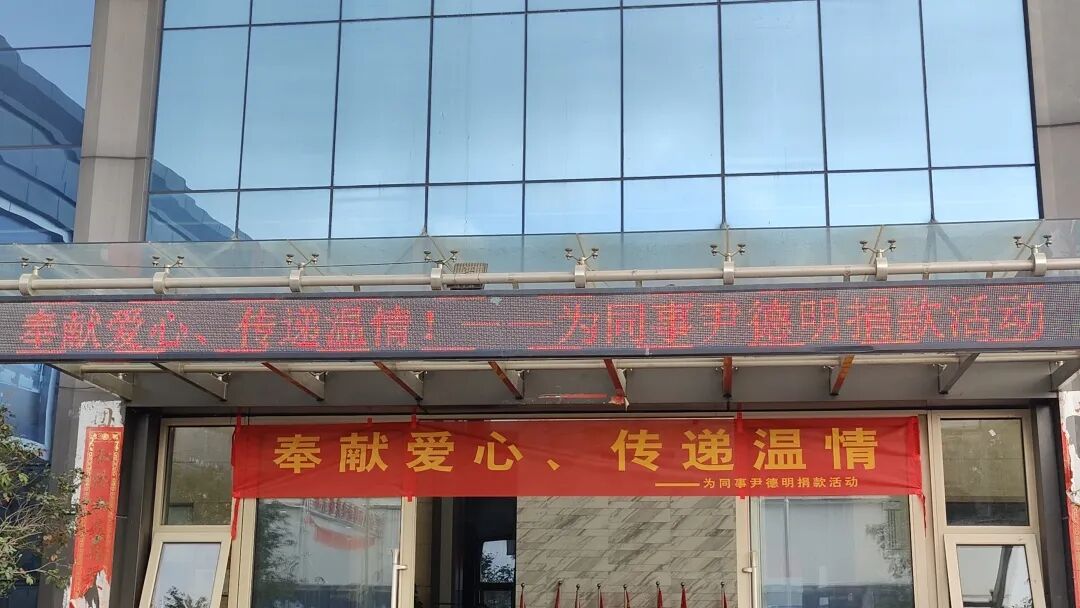 奉献爱心、传递温情！——为同事尹德明捐款活动
奉献爱心、传递温情
——为同事尹德明捐款活动